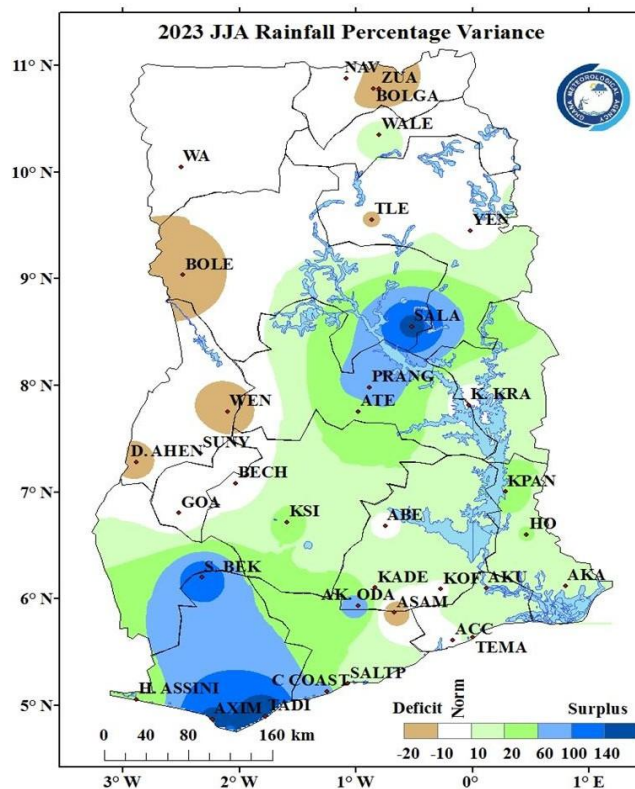 2023 JJA Rainfall Percentage Variance
11° N
NAV
ZUA
BOLGA
GHANA METEOROLOGICAL AGENCY
WALE
10° N
WA
TLE
YEN
9° N
BOLE
SALA
8° N
PRANG
ATE
K. KRA
WEN
SUNY
D. AHEN
BECH
7° N
GOA
KSI
ABE
KPAN
HO
S. BEK
KADE
KOF
AKU
AKA
6° N
AK. ODA
ASAM
ACC
TEMA
C COAST
SALTP
5° N
H. ASSINI
AXIM
TADI
Deficit
Norm
Surplus
0 40 80 160 km
-20 -10 10 20 60 100 140
3° W 2° W 1° W 0° 1° E